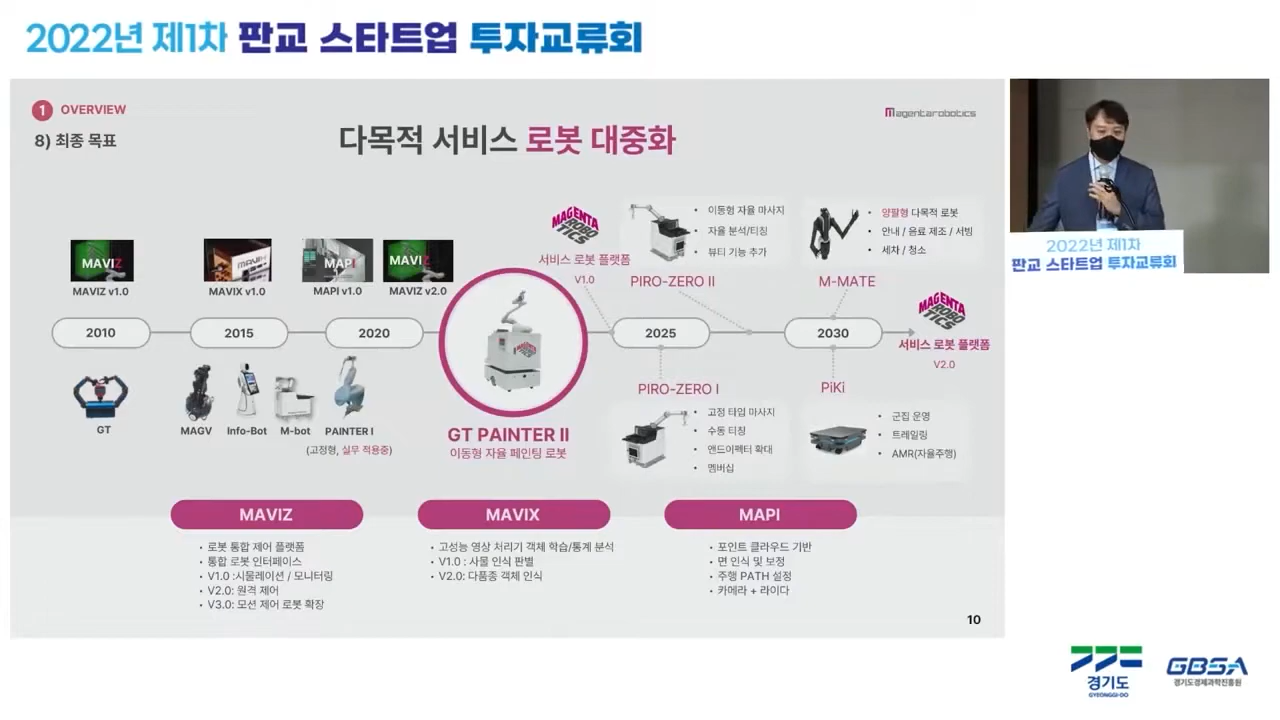 2022년 제1차 판교 스타트업 투자교류회
1 OVERVIEW
Magentarobotics
8) 최종 목표
다목적 서비스 로봇 대중화
MAVIZ
MAVIX
MAPI
MAVIZ
MAVIZ v1.0
MAVIX v1.0
MAPI v1.0
MAVIZ v2.0
MAGENTA
ROBO
TICS
서비스 로봇 플랫폼
V1.0
• 이동형 자율 마사지
• 자율 분석/티칭
• 뷰티 기능 추가
PIRO-ZERO II
• 양팔형 다목적 로봇
• 안내 / 음료 제조 / 서빙
• 세차 / 청소
M-MATE
MAGENTA
ROBO
TICS
서비스 로봇 플랫폼
V2.0
2010
2015
2020
2025
2030
GT
MAGV
Info-Bot
M-bot
PAINTER I
(고정형, 실무 적용중)
GT PAINTER II
이동형 자율 페인팅 로봇
PIRO-ZERO I
• 고정 타입 마사지
• 수동 티칭
• 앤드이펙터 확대
• 멤버십
PiKi
• 군집 운영
• 트레일링
• AMR(자율주행)
MAVIZ
• 로봇 통합 제어 플랫폼
• 통합 로봇 인터페이스
• V1.0 :시뮬레이션 / 모니터링
• V2.0: 원격 제어
• V3.0: 모션 제어 로봇 확장
MAVIX
• 고성능 영상 처리기 객체 학습/통계 분석
• V1.0 : 사물 인식 판별
• V2.0: 다품종 객체 인식
MAPI
• 포인트 클라우드 기반
• 면 인식 및 보정
• 주행 PATH 설정
• 카메라 + 라이다
10
2022년 제1차
판교 스타트업 투자교류회
경기도
GYEONGGI-DO
GBSA
경기도경제과학진흥원